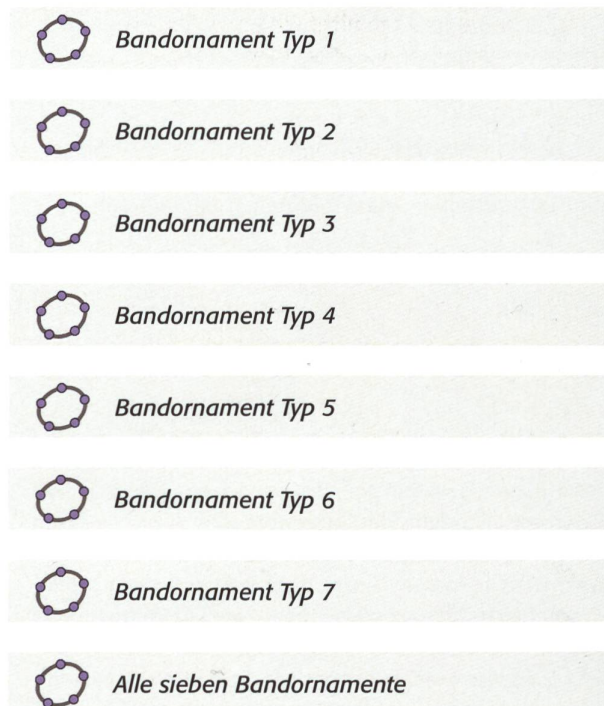 Bandornament Typ 1
Bandornament Typ 2
Bandornament Typ 3
Bandornament Typ 4
Bandornament Typ 5
Bandornament Typ 6
Bandornament Typ 7
Alle sieben Bandornamente